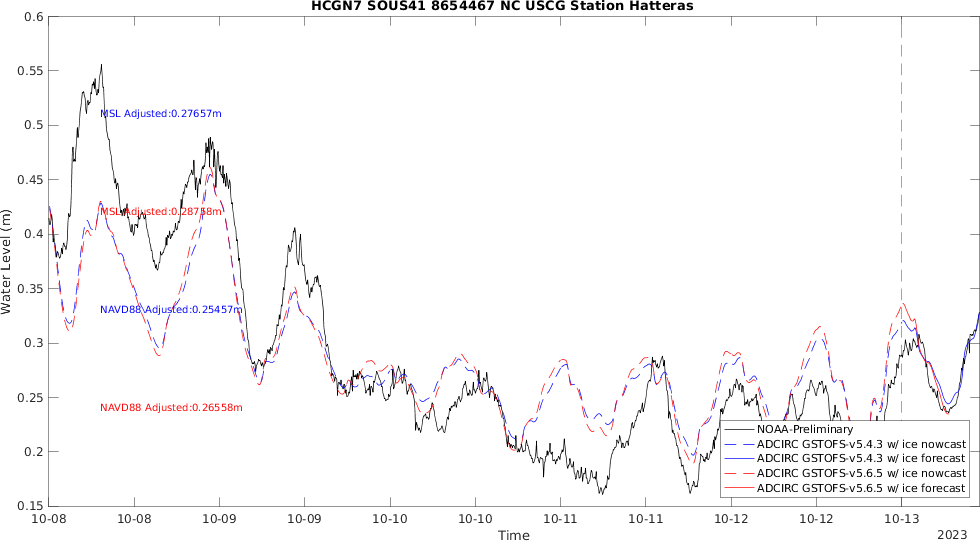 HCGN7 SOUS41 8654467 NC USCG Station Hatteras
0.6
0.55
0.5
0.45
0.4
0.35
0.3
0.25
0.2
0.15
Water Level (m)
MSL Adjusted:0.27657m
MSL Adjusted:0.28758m
NAVD88 Adjusted:0.25457m
NAVD88 Adjusted:0.26558m
NOAA-Preliminary
ADCIRC GSTOFS-v5.4.3 w/ ice nowcast
ADCIRC GSTOFS-v5.4.3 w/ ice forecast
ADCIRC GSTOFS-v5.6.5 w/ ice nowcast
ADCIRC GSTOFS-v5.6.5 w/ ice forecast
10-08 10-08 10-09 10-09 10-10 10-10 10-11 10-11 10-12 10-12 10-13
Time
2023